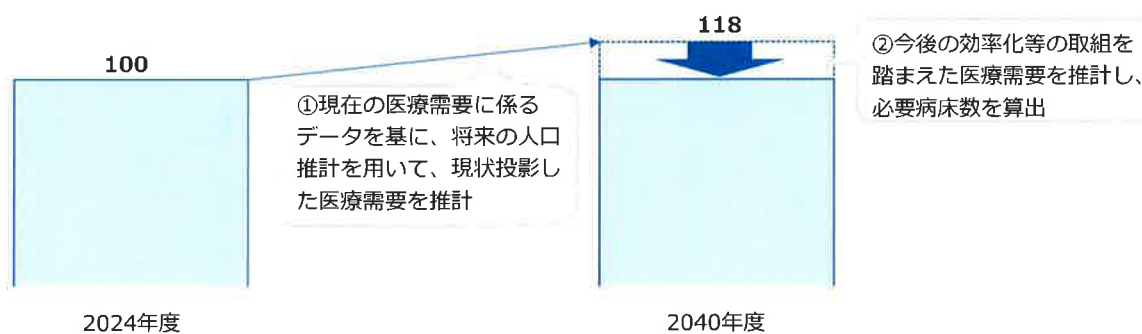 100
118
①現在の医療需要に係る
データを基に、将来の人口
推計を用いて、現状投影し
た医療需要を推計
②今後の効率化等の取組を
踏まえた医療需要を推計し、
必要病床数を算出
2024年度
2040年度